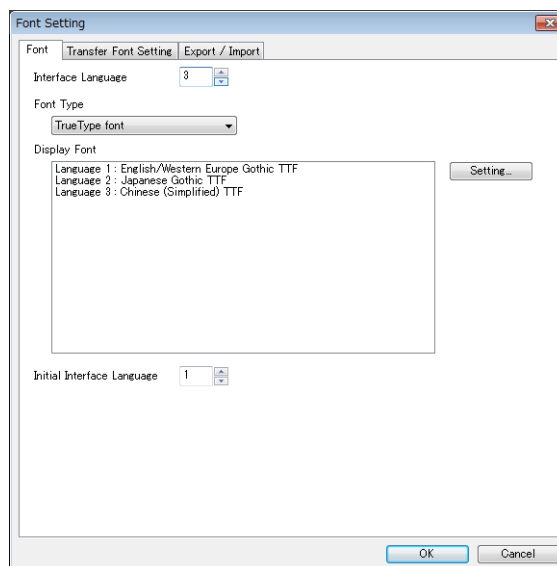 Font Setting
Font Transfer Font Setting Export / Import
Interface Language 3
Font Type
TrueType font
Display Font
Language 1 : English/Western Europe Gothic TTF
Language 2 : Japanese Gothic TTF
Language 3 : Chinese (Simplified) TTF
Setting...
Initial Interface Language 1
OK Cancel